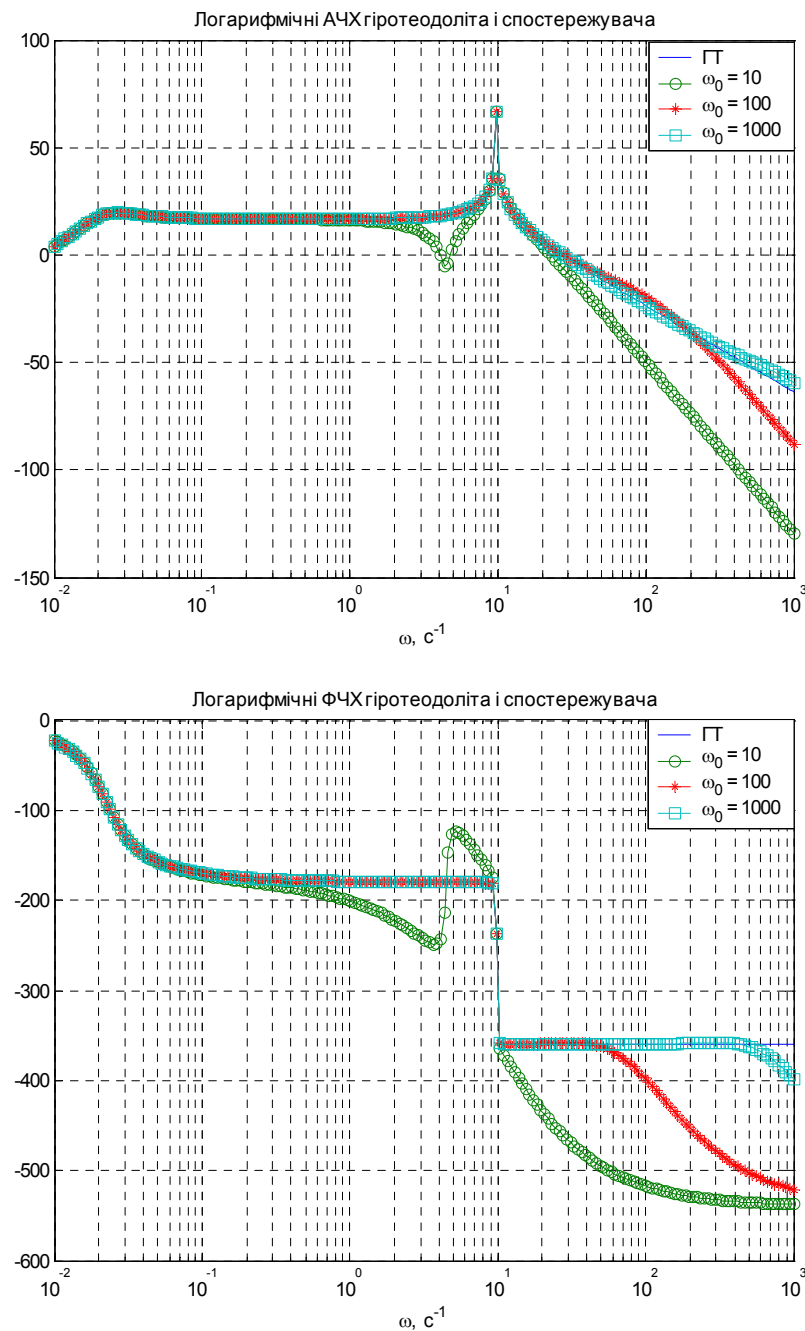 Логарифмічні АЧХ гіротеодоліта і спостережувача
100
50
0
-50
-100
-150
ГТ
ω₀ = 10
ω₀ = 100
ω₀ = 1000
10⁻² 10⁻¹ 10⁰ 10¹ 10² 10³
ω, с⁻¹
Логарифмічні ФЧХ гіротеодоліта і спостережувача
0
-100
-200
-300
-400
-500
-600
ГТ
ω₀ = 10
ω₀ = 100
ω₀ = 1000
10⁻² 10⁻¹ 10⁰ 10¹ 10² 10³
ω, с⁻¹